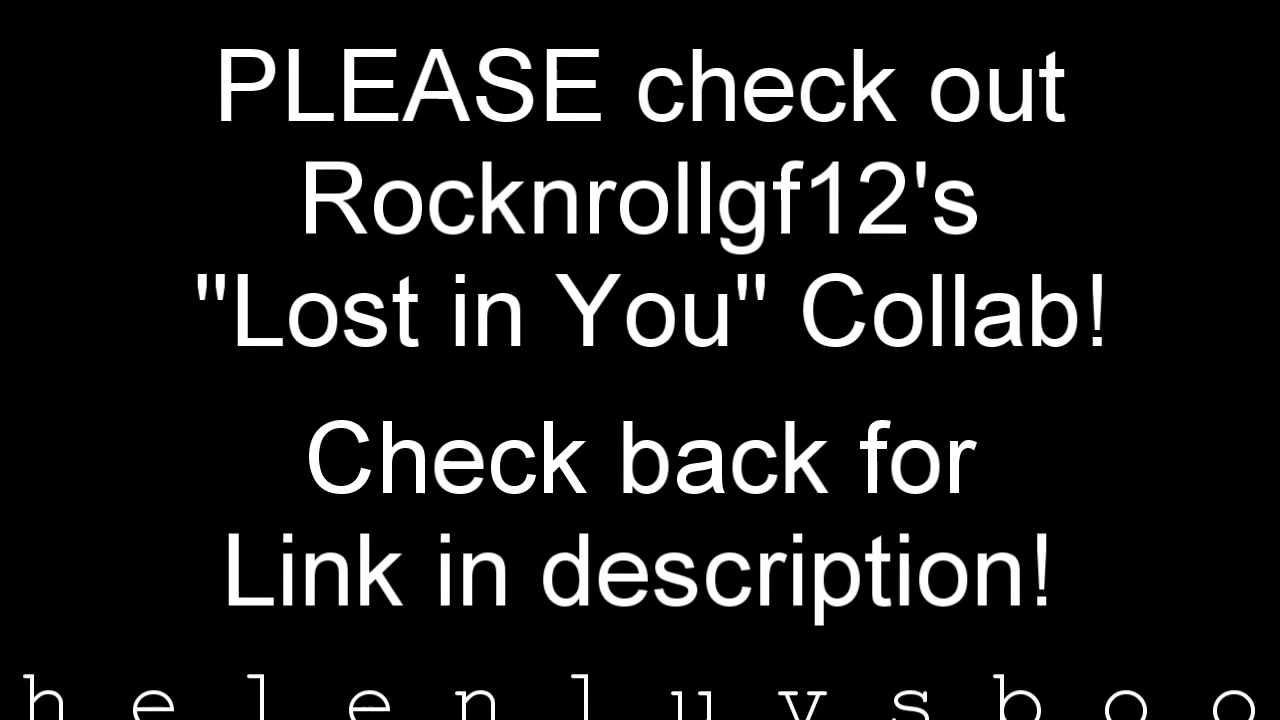 PLEASE check out
Rocknrollgf12's
"Lost in You" Collab!
Check back for
Link in description!
h e l e n l u v s b o o